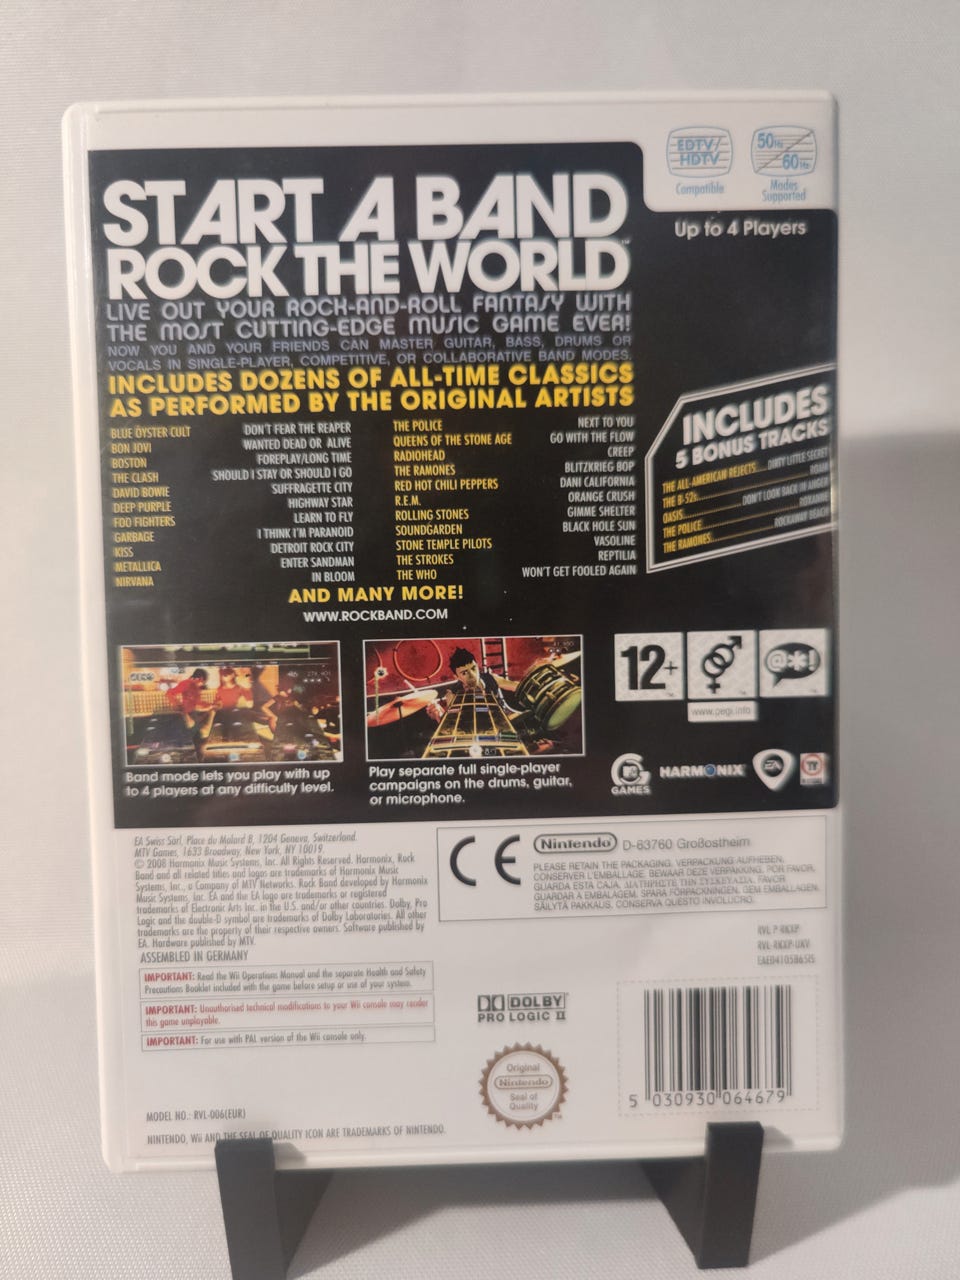 EDTV/
HDTV
Compatible
50Hz
60Hz
Modes
Supported
Up to 4 Players
START A BAND
ROCK THE WORLD™
LIVE OUT YOUR ROCK-AND-ROLL FANTASY WITH
THE MOST CUTTING-EDGE MUSIC GAME EVER!
NOW YOU AND YOUR FRIENDS CAN MASTER GUITAR, BASS, DRUMS OR
VOCALS IN SINGLE-PLAYER, COMPETITIVE, OR COLLABORATIVE BAND MODES.
INCLUDES DOZENS OF ALL-TIME CLASSICS
AS PERFORMED BY THE ORIGINAL ARTISTS
BLUE ÖYSTER CULT DON'T FEAR THE REAPER
BON JOVI WANTED DEAD OR ALIVE
BOSTON FOREPLAY/LONG TIME
THE CLASH SHOULD I STAY OR SHOULD I GO
DAVID BOWIE SUFFRAGETTE CITY
DEEP PURPLE HIGHWAY STAR
FOO FIGHTERS LEARN TO FLY
GARBAGE I THINK I'M PARANOID
KISS DETROIT ROCK CITY
METALLICA ENTER SANDMAN
NIRVANA IN BLOOM
THE POLICE NEXT TO YOU
QUEENS OF THE STONE AGE GO WITH THE FLOW
RADIOHEAD CREEP
THE RAMONES BLITZKRIEG BOP
RED HOT CHILI PEPPERS DANI CALIFORNIA
R.E.M. ORANGE CRUSH
ROLLING STONES GIMME SHELTER
SOUNDGARDEN BLACK HOLE SUN
STONE TEMPLE PILOTS VASOLINE
THE STROKES REPTILIA
THE WHO WON'T GET FOOLED AGAIN
AND MANY MORE!
WWW.ROCKBAND.COM
INCLUDES
5 BONUS TRACKS
THE ALL-AMERICAN REJECTS.....DIRTY LITTLE SECRET
THE B-52s..........ROAM
OASIS..........DON'T LOOK BACK IN ANGER
THE POLICE..........ROXANNE
THE RAMONES..........ROCKAWAY BEACH
Band mode lets you play with up
to 4 players at any difficulty level.
Play separate full single-player
campaigns on the drums, guitar,
or microphone.
12+
@*!
www.pegi.info
MTV
GAMES
HARMONIX
EA
EA Swiss Sàrl, Place du Molard 8, 1204 Geneva, Switzerland.
MTV Games, 1633 Broadway, New York, NY 10019.
© 2008 Harmonix Music Systems, Inc. All Rights Reserved. Harmonix, Rock
Band and all related titles and logos are trademarks of Harmonix Music
Systems, Inc., a Company of MTV Networks. Rock Band developed by Harmonix
Music Systems, Inc. EA and the EA logo are trademarks or registered
trademarks of Electronic Arts Inc. in the U.S. and/or other countries. Dolby, Pro
Logic and the double-D symbol are trademarks of Dolby Laboratories. All other
trademarks are the property of their respective owners. Software published by
EA. Hardware published by MTV.
ASSEMBLED IN GERMANY
CE
Nintendo D-63760 Großostheim
PLEASE RETAIN THE PACKAGING. VERPACKUNG AUFHEBEN.
CONSERVER L'EMBALLAGE. BEWAAR DEZE VERPAKKING. POR FAVOR,
GUARDA ESTA CAJA. ΔΙΑΤΗΡΗΣΤΕ ΤΗΝ ΣΥΣΚΕΥΑΣΙΑ. FAVOR
GUARDAR A EMBALAGEM. SPARA FÖRPACKNINGEN. GEM EMBALLAGEN.
SÄILYTÄ PAKKAUS. CONSERVA QUESTO INVOLUCRO.
RVL P RKXP
RVL-RKXP-UKV
EAE04105865IS
IMPORTANT: Read the Wii Operations Manual and the separate Health and Safety
Precautions Booklet included with the game before setup or use of your system.
IMPORTANT: Unauthorised technical modifications to your Wii console may render
this game unplayable.
IMPORTANT: For use with PAL version of the Wii console only.
DOLBY
PRO LOGIC II
Original
Nintendo
Seal of
Quality
5 030930 064679
MODEL NO.: RVL-006(EUR)
NINTENDO, Wii AND THE SEAL OF QUALITY ICON ARE TRADEMARKS OF NINTENDO.